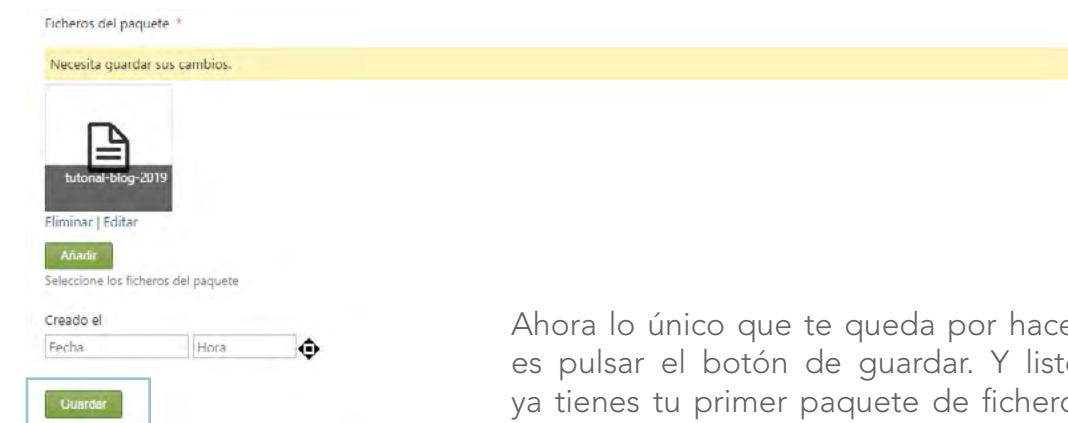 Ficheros del paquete *
Necesita guardar sus cambios.
tutorial-blog-2019
Eliminar | Editar
Añadir
Seleccione los ficheros del paquete
Creado el
Fecha Hora
Guardar
Ahora lo único que te queda por hace
es pulsar el botón de guardar. Y list
ya tienes tu primer paquete de fichero